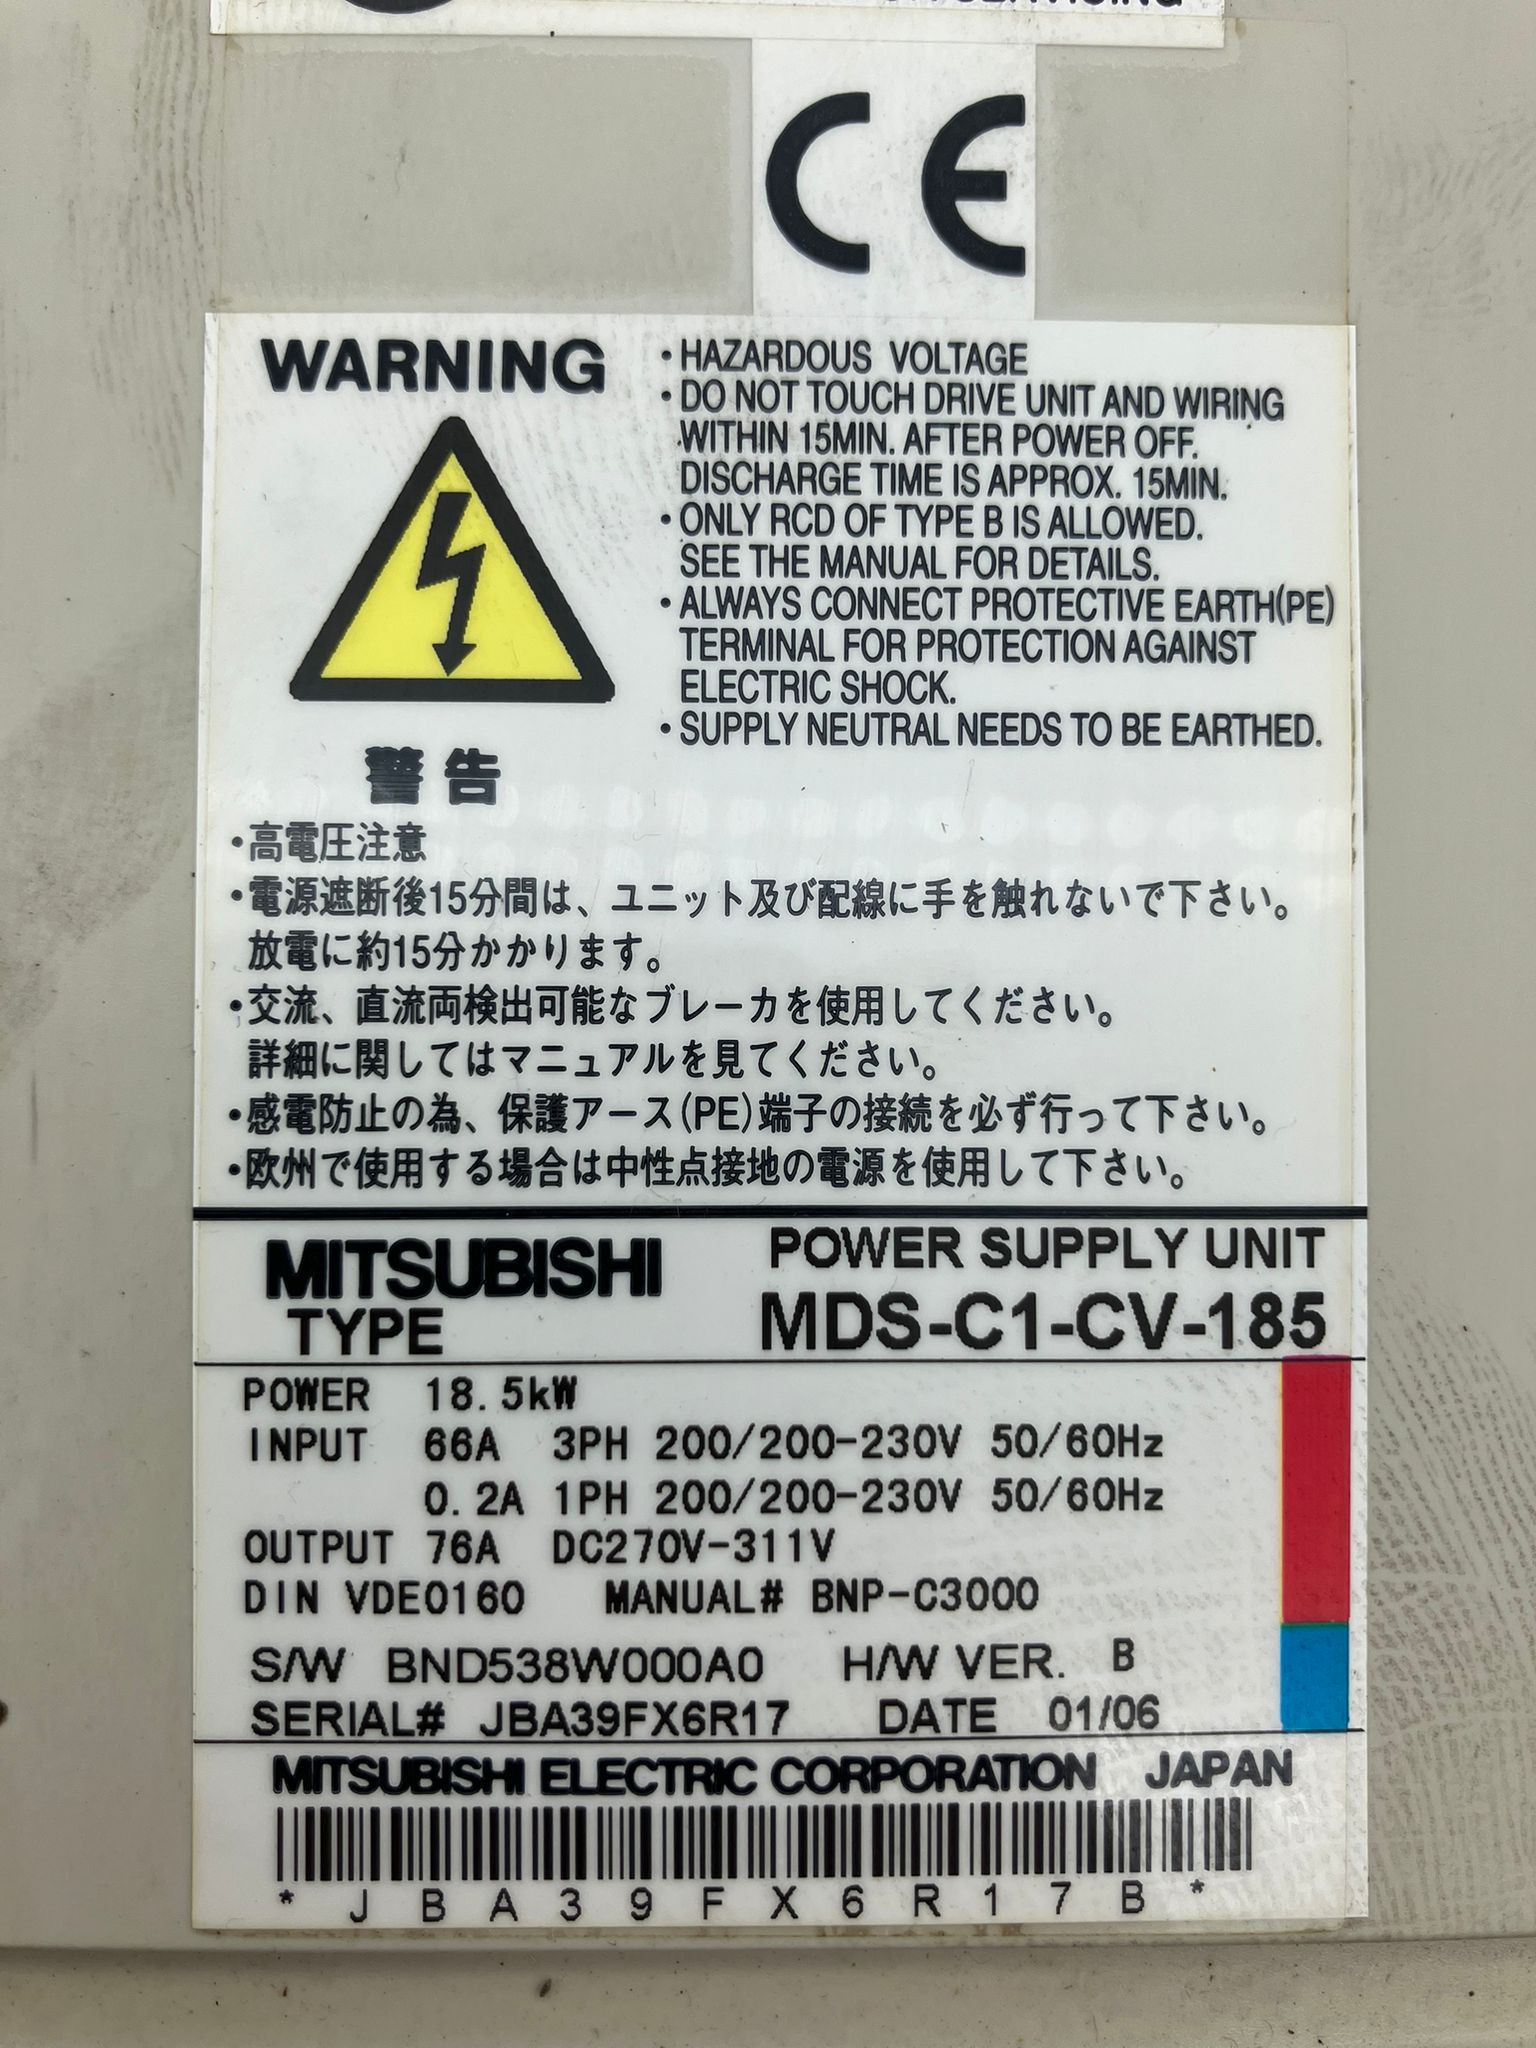 CE
WARNING
・HAZARDOUS VOLTAGE
・DO NOT TOUCH DRIVE UNIT AND WIRING
WITHIN 15MIN. AFTER POWER OFF.
DISCHARGE TIME IS APPROX. 15MIN.
・ONLY RCD OF TYPE B IS ALLOWED.
SEE THE MANUAL FOR DETAILS.
・ALWAYS CONNECT PROTECTIVE EARTH(PE)
TERMINAL FOR PROTECTION AGAINST
ELECTRIC SHOCK.
・SUPPLY NEUTRAL NEEDS TO BE EARTHED.
警告
・高電圧注意
・電源遮断後15分間は、ユニット及び配線に手を触れないで下さい。
放電に約15分かかります。
・交流、直流両検出可能なブレーカを使用してください。
詳細に関してはマニュアルを見てください。
・感電防止の為、保護アース(PE)端子の接続を必ず行って下さい。
・欧州で使用する場合は中性点接地の電源を使用して下さい。
MITSUBISHI POWER SUPPLY UNIT
TYPE MDS-C1-CV-185
POWER 18.5kW
INPUT 66A 3PH 200/200-230V 50/60Hz
0.2A 1PH 200/200-230V 50/60Hz
OUTPUT 76A DC270V-311V
DIN VDE0160 MANUAL# BNP-C3000
S/W BND538W000A0 H/W VER. B
SERIAL# JBA39FX6R17 DATE 01/06
MITSUBISHI ELECTRIC CORPORATION JAPAN
*JBA39FX6R17B*